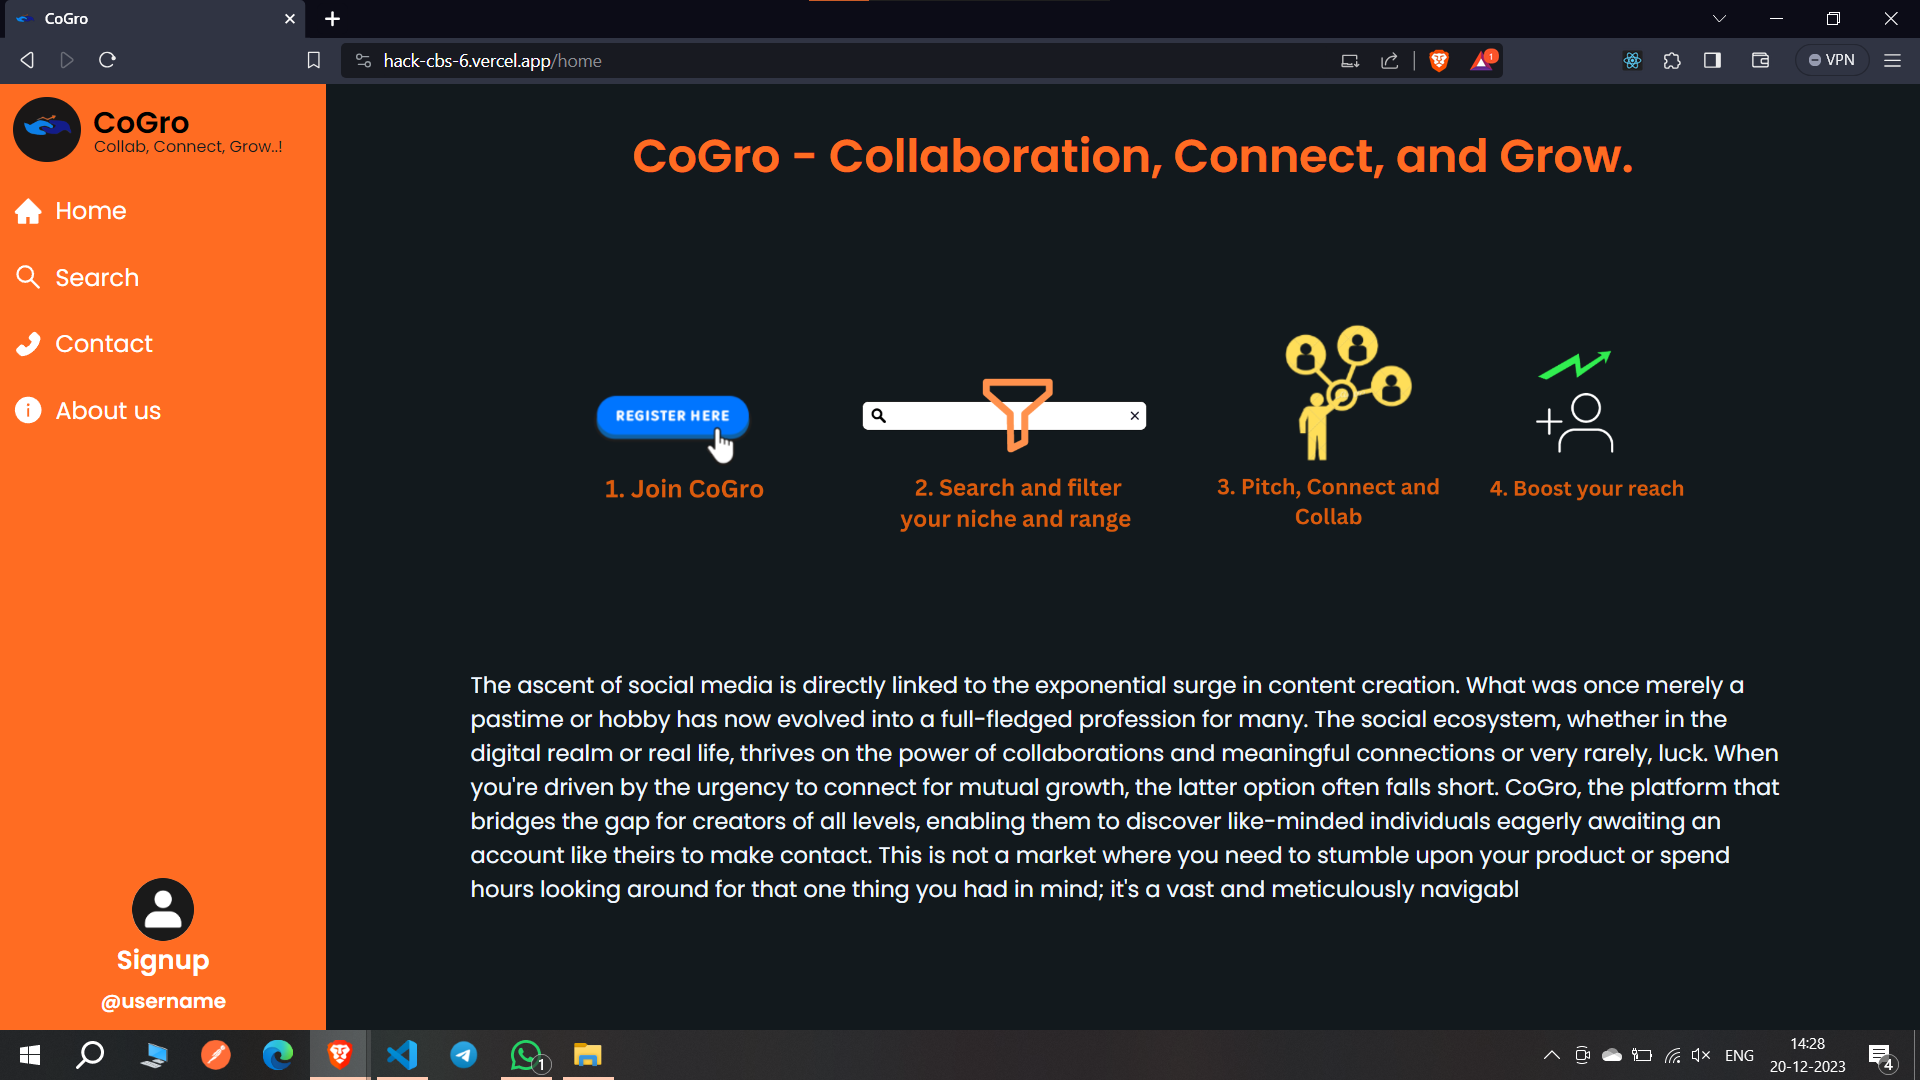 CoGro
hack-cbs-6.vercel.app/home
1
VPN
CoGro
Collab, Connect, Grow..!
Home
Search
Contact
About us
Signup
@username
CoGro - Collaboration, Connect, and Grow.
REGISTER HERE
1. Join CoGro
2. Search and filter
your niche and range
3. Pitch, Connect and
Collab
4. Boost your reach
The ascent of social media is directly linked to the exponential surge in content creation. What was once merely a
pastime or hobby has now evolved into a full-fledged profession for many. The social ecosystem, whether in the
digital realm or real life, thrives on the power of collaborations and meaningful connections or very rarely, luck. When
you're driven by the urgency to connect for mutual growth, the latter option often falls short. CoGro, the platform that
bridges the gap for creators of all levels, enabling them to discover like-minded individuals eagerly awaiting an
account like theirs to make contact. This is not a market where you need to stumble upon your product or spend
hours looking around for that one thing you had in mind; it's a vast and meticulously navigabl
1
ENG
14:28
20-12-2023
4